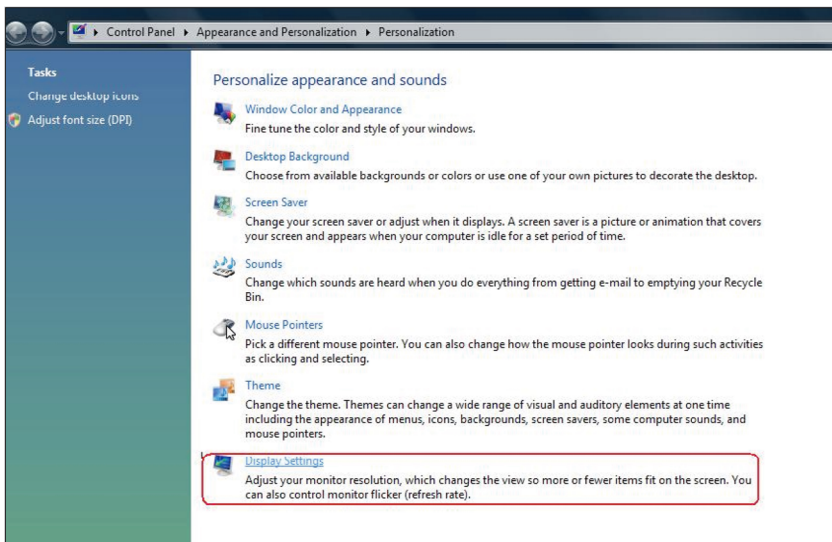 Control Panel Appearance and Personalization Personalization
Tasks
Change desktop icons
Adjust font size (DPI)
Personalize appearance and sounds
Window Color and Appearance
Fine tune the color and style of your windows.
Desktop Background
Choose from available backgrounds or colors or use one of your own pictures to decorate the desktop.
Screen Saver
Change your screen saver or adjust when it displays. A screen saver is a picture or animation that covers
your screen and appears when your computer is idle for a set period of time.
Sounds
Change which sounds are heard when you do everything from getting e-mail to emptying your Recycle
Bin.
Mouse Pointers
Pick a different mouse pointer. You can also change how the mouse pointer looks during such activities
as clicking and selecting.
Theme
Change the theme. Themes can change a wide range of visual and auditory elements at one time
including the appearance of menus, icons, backgrounds, screen savers, some computer sounds, and
mouse pointers.
Display Settings
Adjust your monitor resolution, which changes the view so more or fewer items fit on the screen. You
can also control monitor flicker (refresh rate).